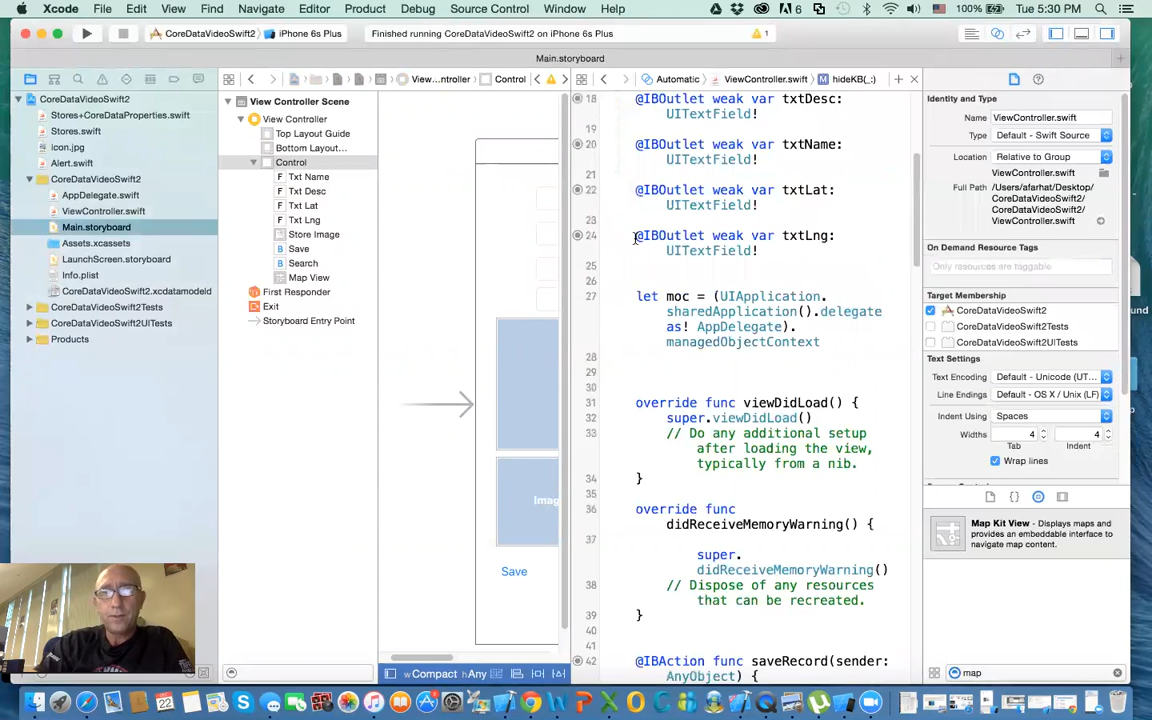 Xcode File Edit View Find Navigate Editor Product Debug Source Control Window Help 6 100% Tue 5:30 PM
CoreDataVideoSwift2 iPhone 6s Plus Finished running CoreDataVideoSwift2 on iPhone 6s Plus 1
Main.storyboard
View...ntroller Control Automatic ViewController.swift hideKB(_:)
CoreDataVideoSwift2
Stores+CoreDataProperties.swift
Stores.swift
icon.jpg
Alert.swift
CoreDataVideoSwift2
AppDelegate.swift
ViewController.swift
Main.storyboard
Assets.xcassets
LaunchScreen.storyboard
Info.plist
CoreDataVideoSwift2.xcdatamodeld
CoreDataVideoSwift2Tests
CoreDataVideoSwift2UITests
Products
View Controller Scene
View Controller
Top Layout Guide
Bottom Layout...
Control
F Txt Name
F Txt Desc
F Txt Lat
F Txt Lng
Store Image
B Save
B Search
Map View
First Responder
Exit
Storyboard Entry Point
Imag
Save
wCompact hAny
18 @IBOutlet weak var txtDesc:
UITextField!
19
20 @IBOutlet weak var txtName:
UITextField!
21
22 @IBOutlet weak var txtLat:
UITextField!
23
24 @IBOutlet weak var txtLng:
UITextField!
25
26
27 let moc = (UIApplication.
sharedApplication().delegate
as! AppDelegate).
managedObjectContext
28
29
30
31 override func viewDidLoad() {
32 super.viewDidLoad()
33 // Do any additional setup
after loading the view,
typically from a nib.
34 }
35
36 override func
didReceiveMemoryWarning() {
37 super.
didReceiveMemoryWarning()
38 // Dispose of any resources
that can be recreated.
39 }
40
41
42 @IBAction func saveRecord(sender:
AnyObject) {
Identity and Type
Name ViewController.swift
Type Default - Swift Source
Location Relative to Group
ViewController.swift
Full Path /Users/afarhat/Desktop/
CoreDataVideoSwift2/
CoreDataVideoSwift2/
ViewController.swift
On Demand Resource Tags
Only resources are taggable
Target Membership
CoreDataVideoSwift2
CoreDataVideoSwift2Tests
CoreDataVideoSwift2UITests
Text Settings
Text Encoding Default - Unicode (UT...
Line Endings Default - OS X / Unix (LF)
Indent Using Spaces
Widths 4 4
Tab Indent
Wrap lines
Map Kit View - Displays maps and
provides an embeddable interface to
navigate map content.
map